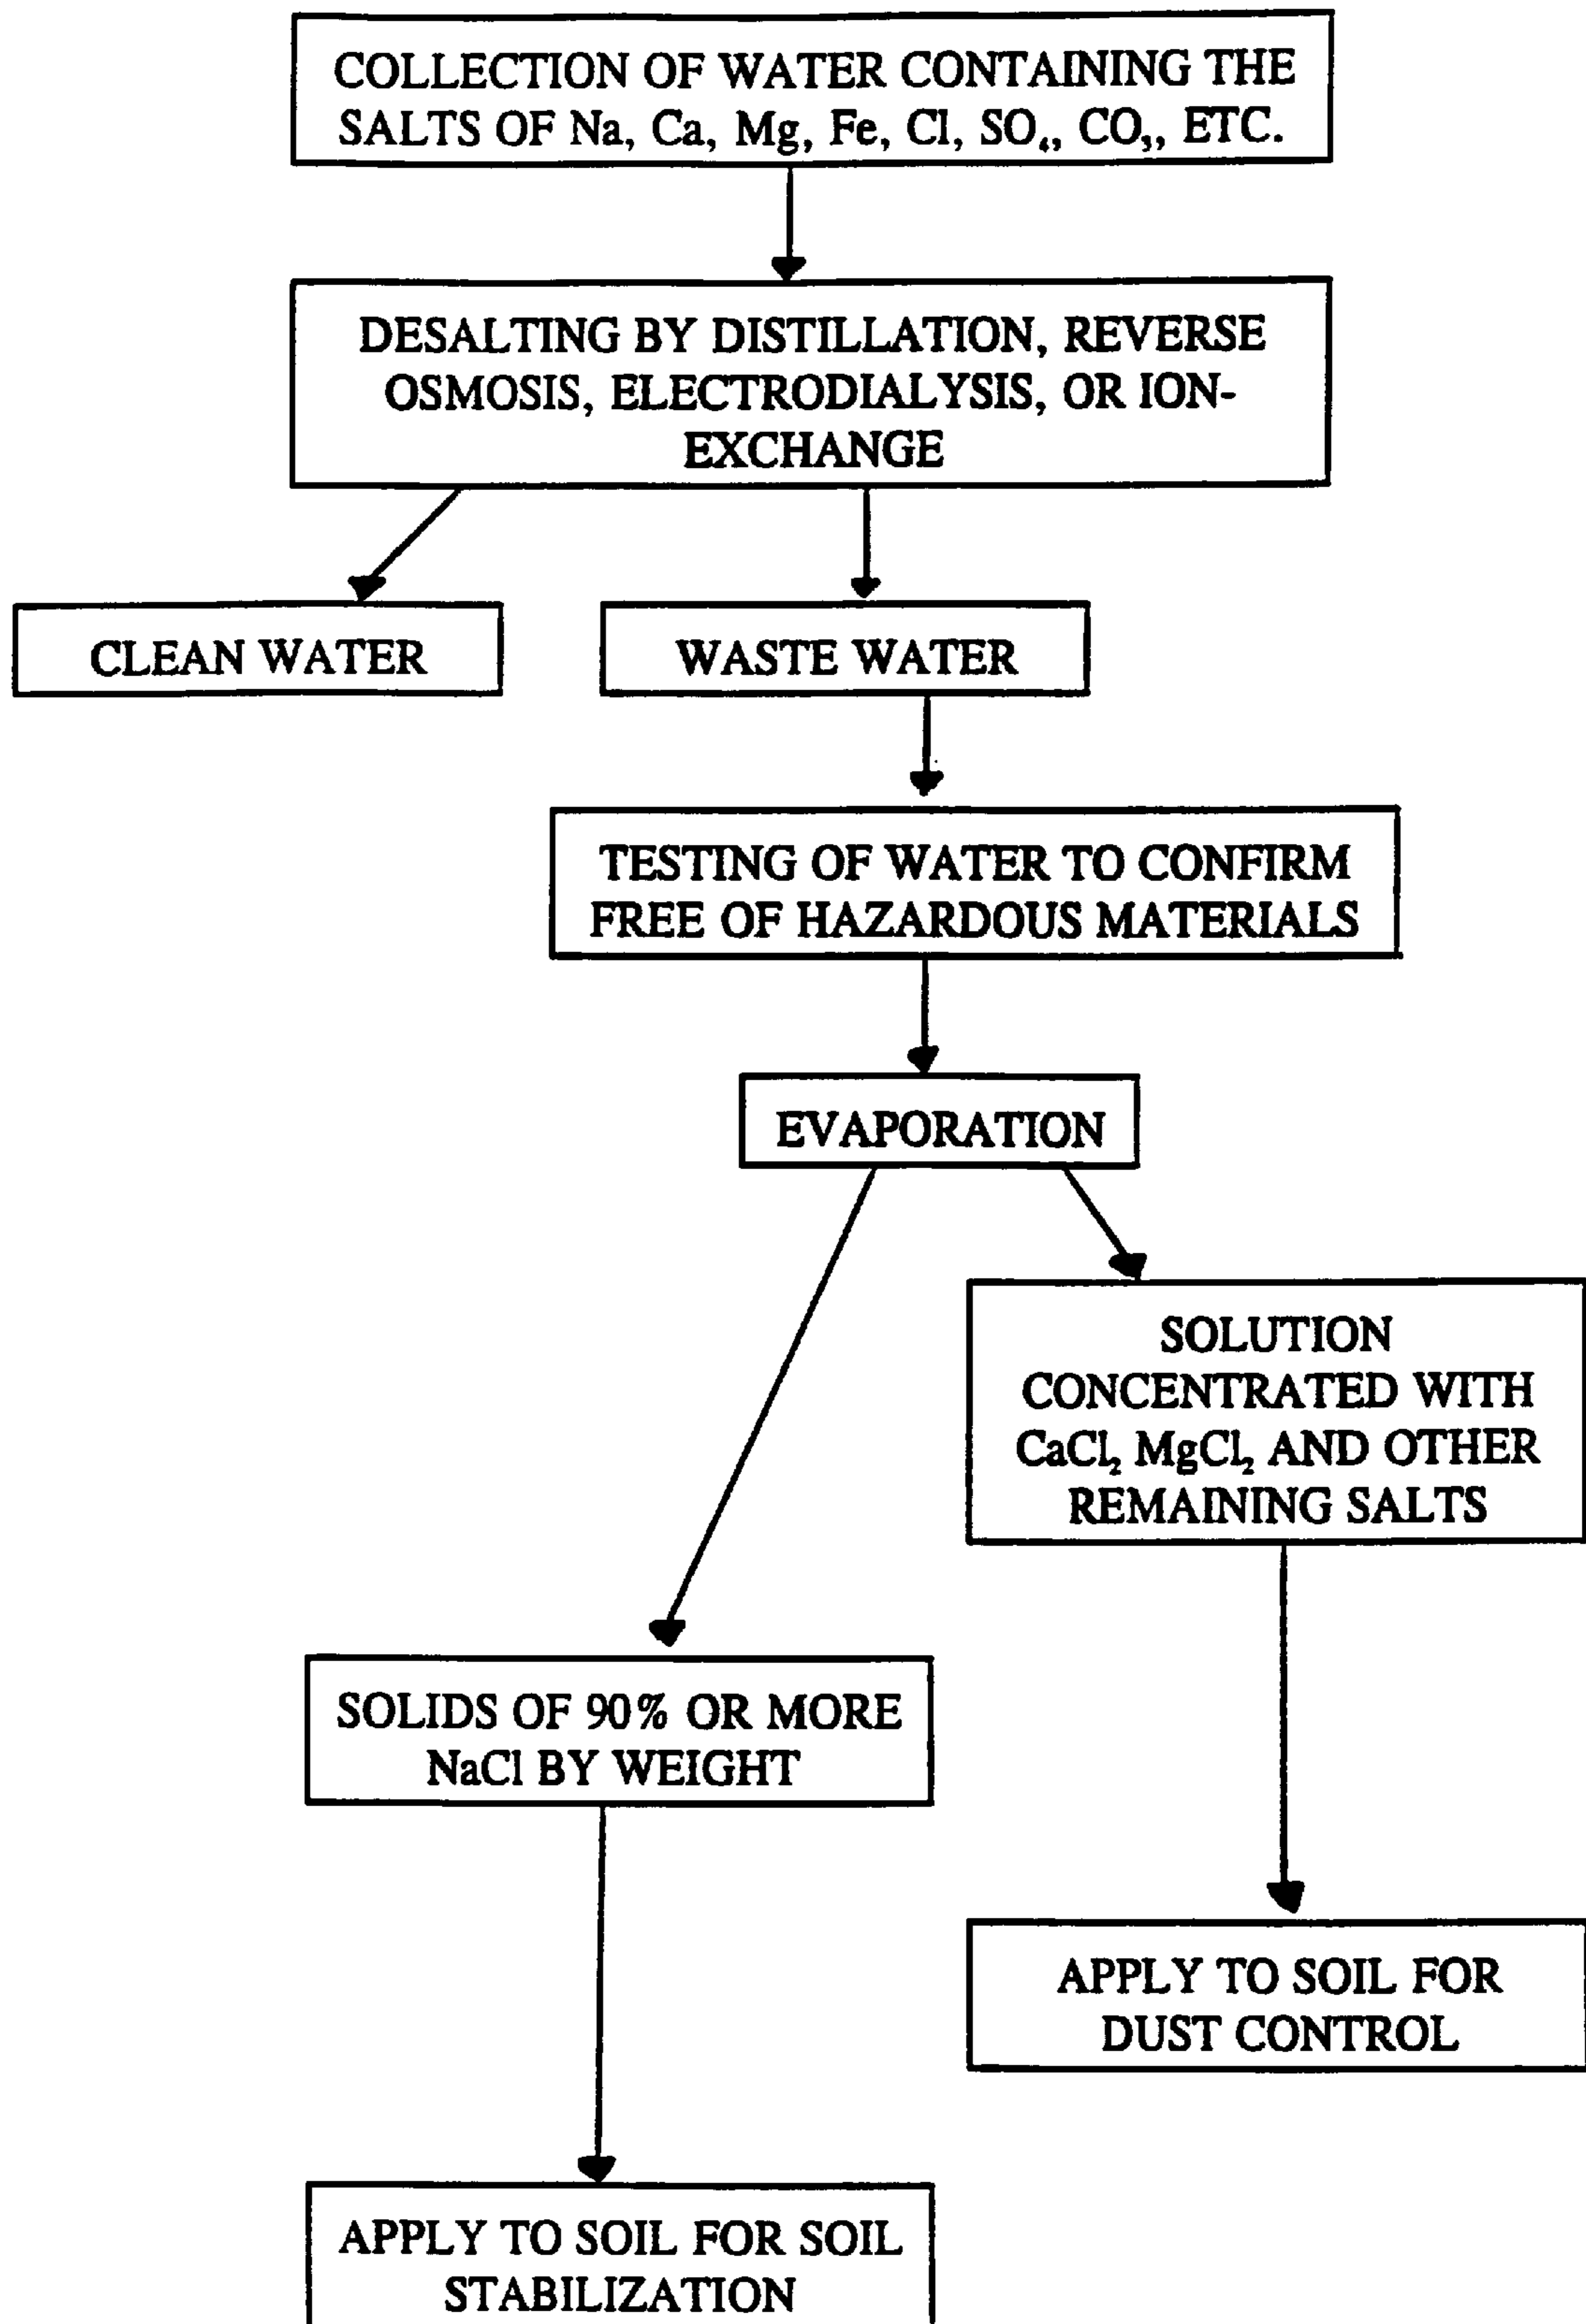 COLLECTION OF WATER CONTAINING THE
SALTS OF Na, Ca, Mg, Fe, Cl, SO₄, CO₃, ETC.
DESALTING BY DISTILLATION, REVERSE
OSMOSIS, ELECTRODIALYSIS, OR ION-
EXCHANGE
CLEAN WATER
WASTE WATER
TESTING OF WATER TO CONFIRM
FREE OF HAZARDOUS MATERIALS
EVAPORATION
SOLUTION
CONCENTRATED WITH
CaCl₂ MgCl₂ AND OTHER
REMAINING SALTS
SOLIDS OF 90% OR MORE
NaCl BY WEIGHT
APPLY TO SOIL FOR
DUST CONTROL
APPLY TO SOIL FOR SOIL
STABILIZATION